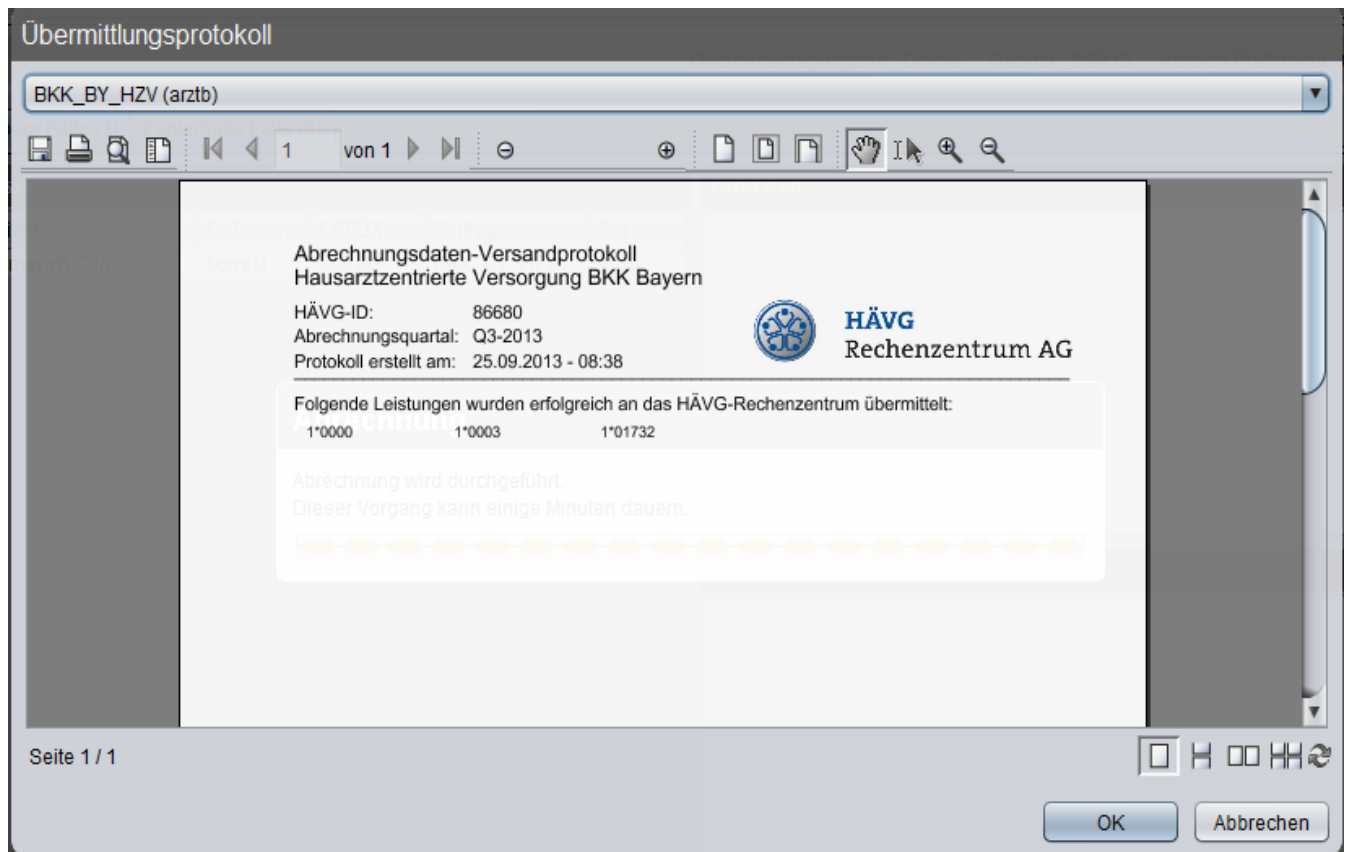 Übermittlungsprotokoll
BKK_BY_HZV (arztb)
1 von 1
Abrechnungsdaten-Versandprotokoll
Hausarztzentrierte Versorgung BKK Bayern
HÄVG-ID: 86680
Abrechnungsquartal: Q3-2013
Protokoll erstellt am: 25.09.2013 - 08:38
HÄVG
Rechenzentrum AG
Folgende Leistungen wurden erfolgreich an das HÄVG-Rechenzentrum übermittelt:
Abrechnung
1*0000 1*0003 1*01732
Abrechnung wird durchgeführt.
Dieser Vorgang kann einige Minuten dauern.
Seite 1 / 1
OK Abbrechen